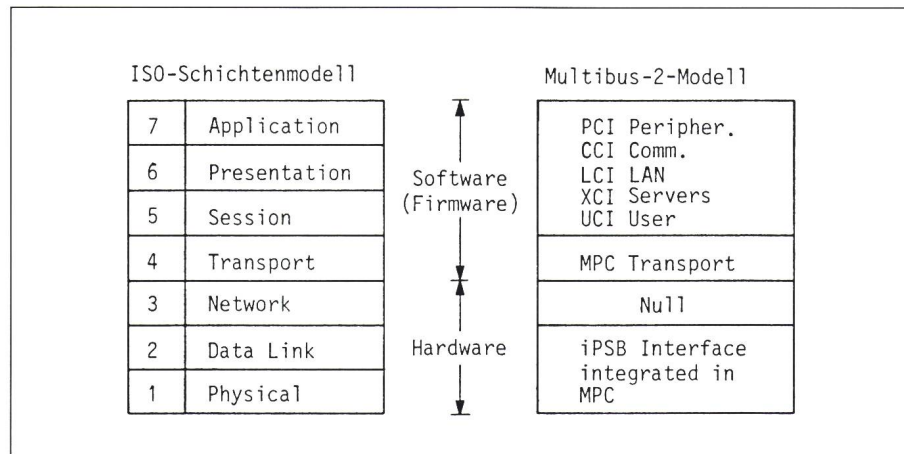 ISO-Schichtenmodell
7 Application
6 Presentation
5 Session
4 Transport
3 Network
2 Data Link
1 Physical
Software
(Firmware)
Hardware
Multibus-2-Modell
PCI Peripher.
CCI Comm.
LCI LAN
XCI Servers
UCI User
MPC Transport
Null
iPSB Interface
integrated in
MPC